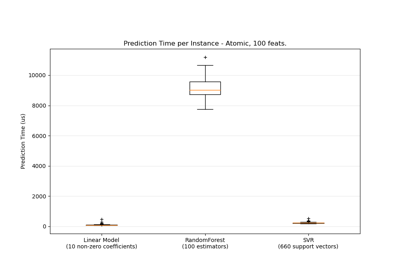 Prediction Time per Instance - Atomic, 100 feats.
10000
8000
6000
4000
2000
0
Prediction Time (us)
Linear Model
(10 non-zero coefficients)
RandomForest
(100 estimators)
SVR
(660 support vectors)